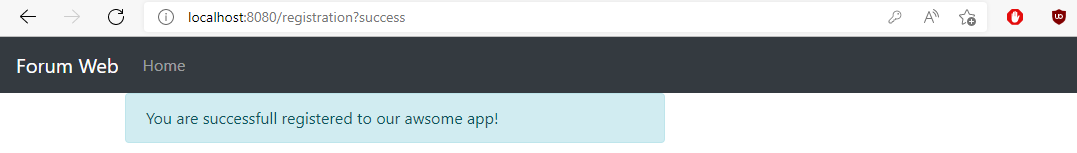 localhost:8080/registration?success
Forum Web Home
You are successfull registered to our awsome app!